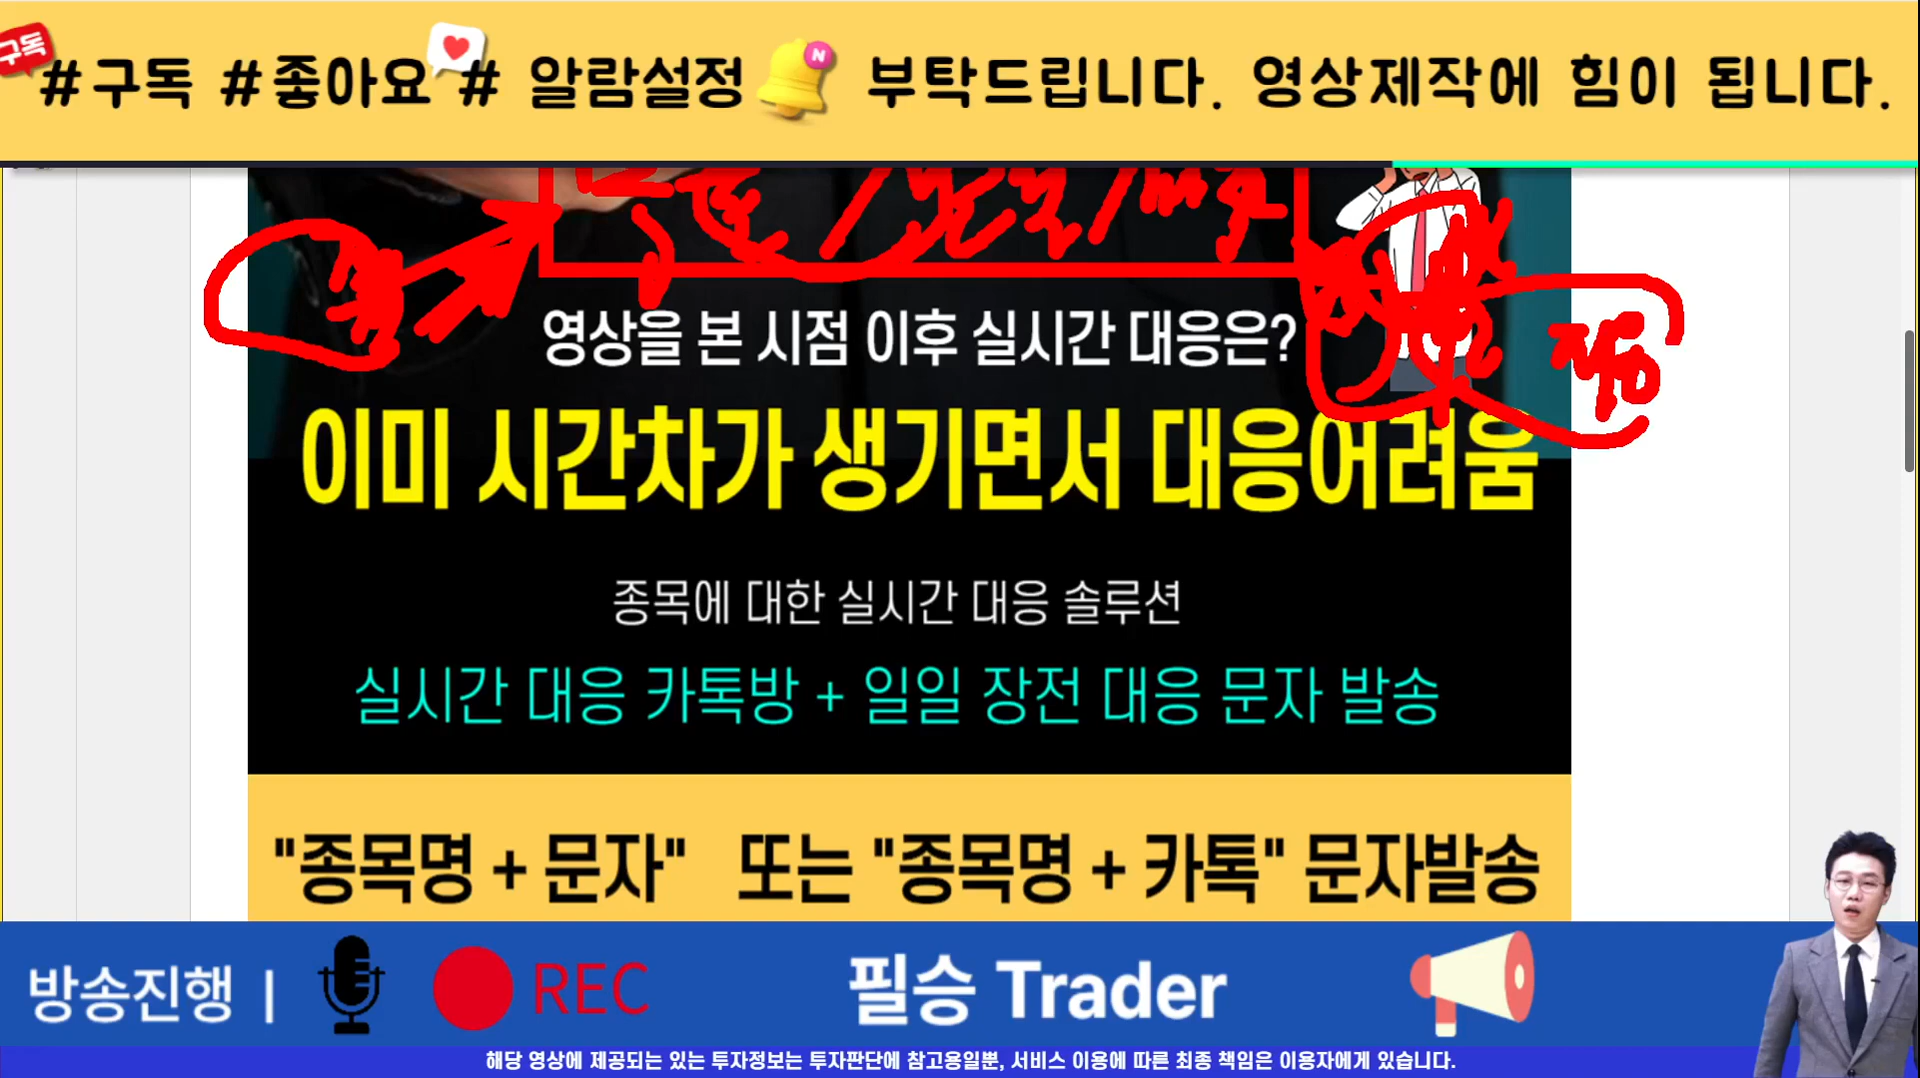 구독
#구독 #좋아요 # 알람설정 N 부탁드립니다. 영상제작에 힘이 됩니다.
영상을 본 시점 이후 실시간 대응은?
이미 시간차가 생기면서 대응어려움
종목에 대한 실시간 대응 솔루션
실시간 대응 카톡방 + 일일 장전 대응 문자 발송
"종목명 + 문자" 또는 "종목명 + 카톡" 문자발송
방송진행 | REC 필승 Trader
해당 영상에 제공되는 있는 투자정보는 투자판단에 참고용일뿐, 서비스 이용에 따른 최종 책임은 이용자에게 있습니다.